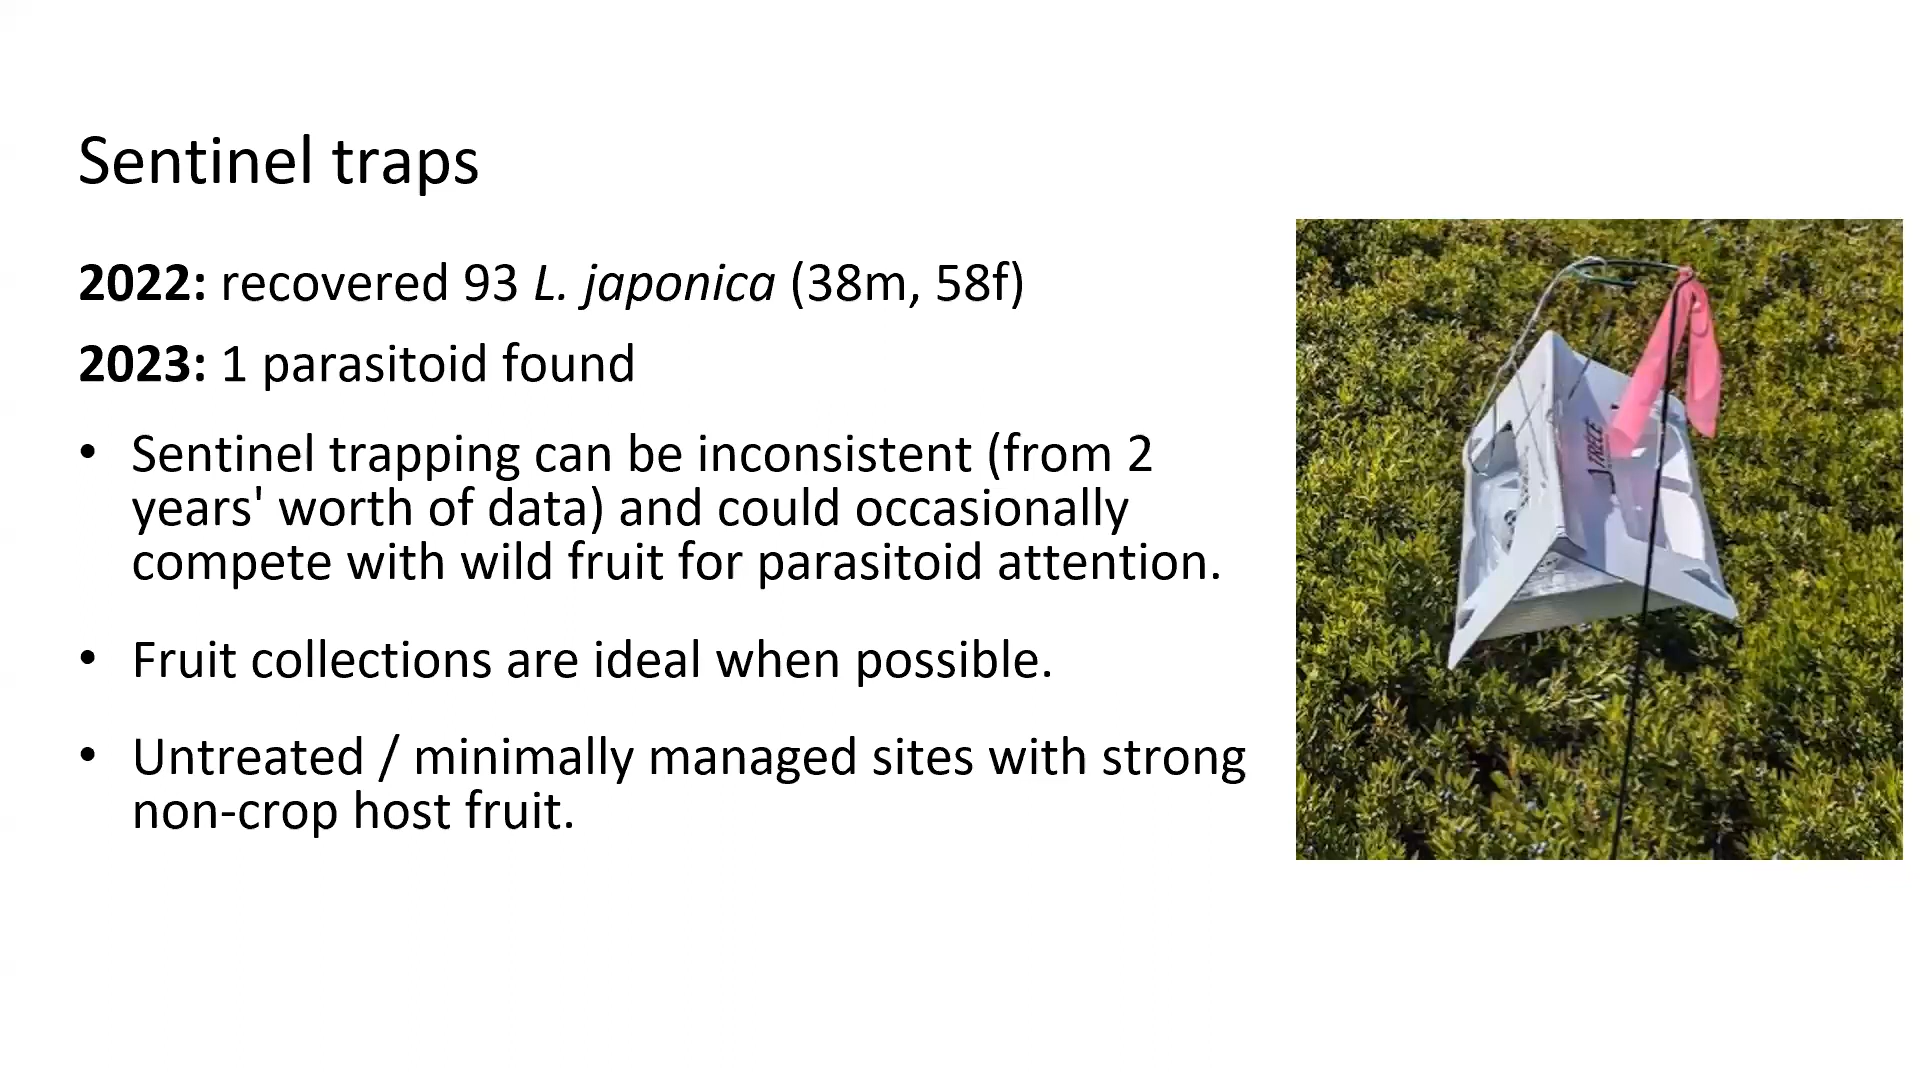 Sentinel traps
2022: recovered 93 L. japonica (38m, 58f)
2023: 1 parasitoid found
• Sentinel trapping can be inconsistent (from 2
years' worth of data) and could occasionally
compete with wild fruit for parasitoid attention.
• Fruit collections are ideal when possible.
• Untreated / minimally managed sites with strong
non-crop host fruit.
TRÉCÉ